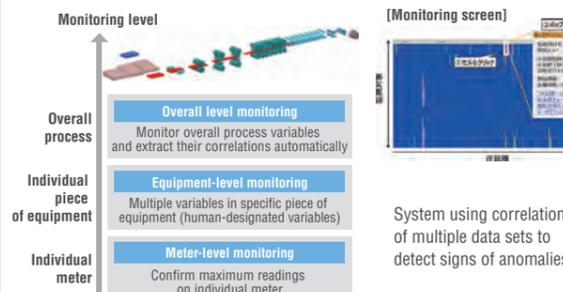 Monitoring level
Overall
process
Overall level monitoring
Monitor overall process variables
and extract their correlations automatically
Individual
piece
of equipment
Equipment-level monitoring
Multiple variables in specific piece of
equipment (human-designated variables)
Individual
meter
Meter-level monitoring
Confirm maximum readings
on individual meter
[Monitoring screen]
System using correlation
of multiple data sets to
detect signs of anomalies